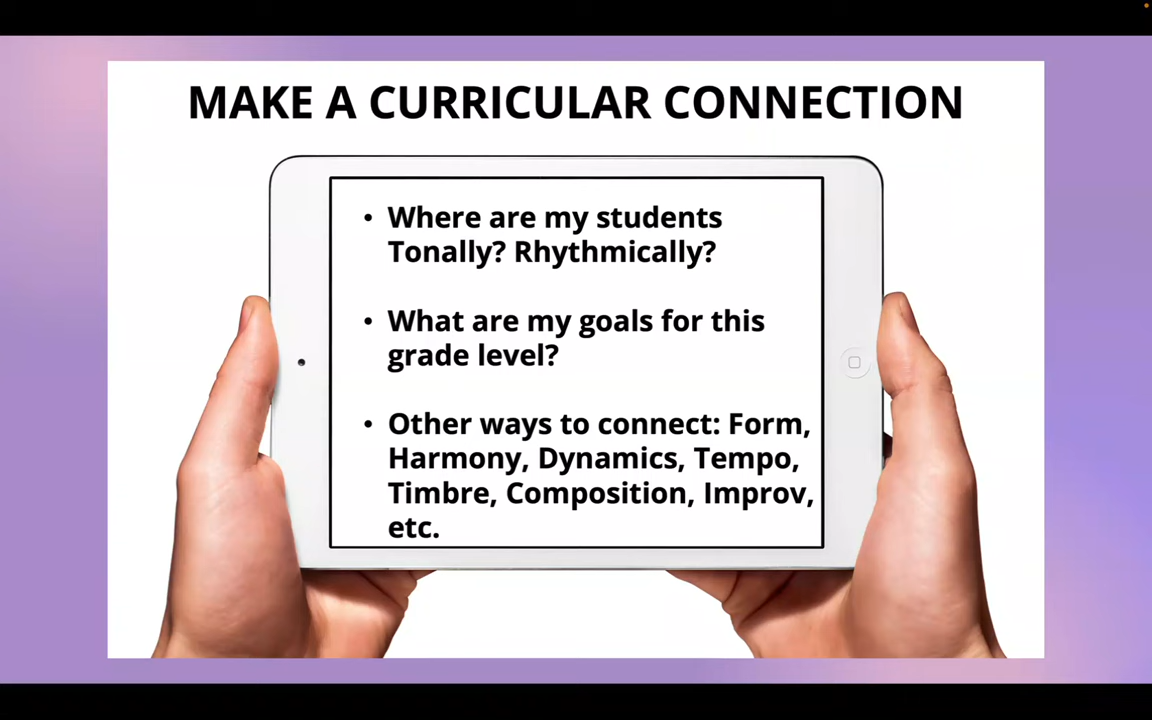 MAKE A CURRICULAR CONNECTION
• Where are my students
Tonally? Rhythmically?
• What are my goals for this
grade level?
• Other ways to connect: Form,
Harmony, Dynamics, Tempo,
Timbre, Composition, Improv,
etc.